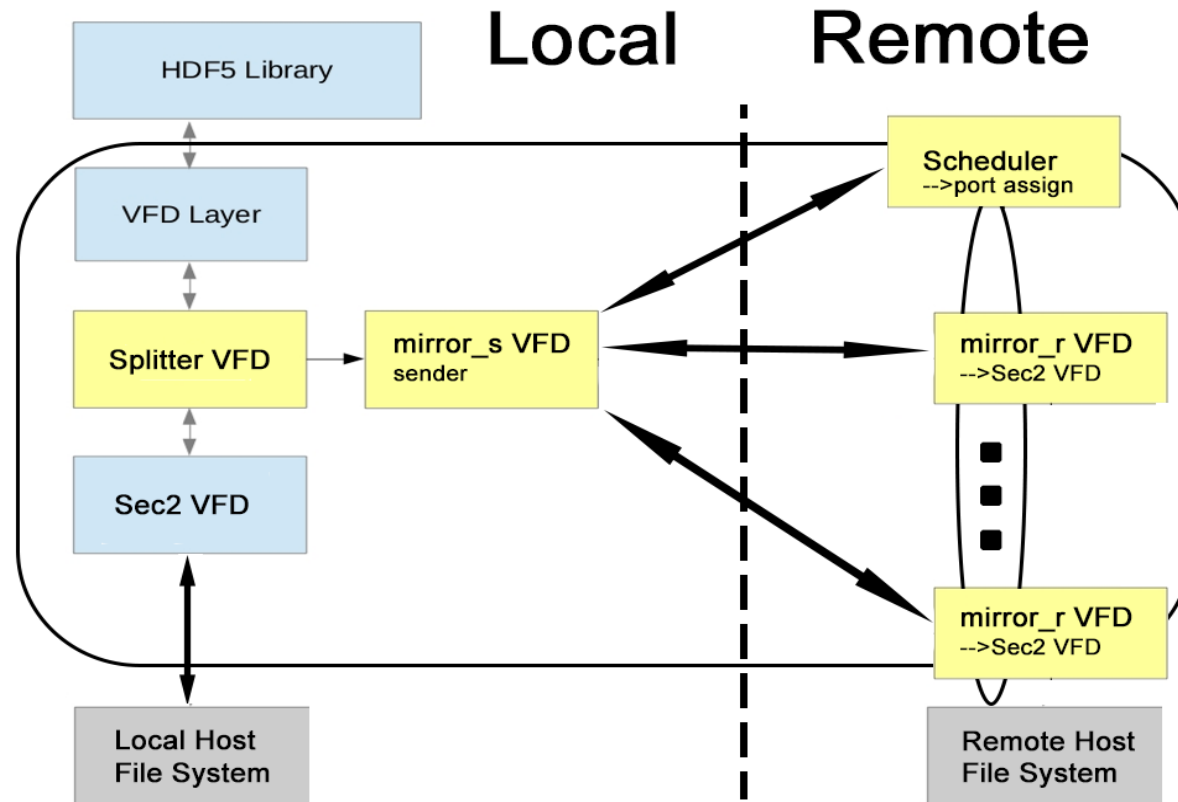 Local
Remote
HDF5 Library
VFD Layer
Splitter VFD
mirror_s VFD
sender
Sec2 VFD
Local Host
File System
Scheduler
-->port assign
mirror_r VFD
-->Sec2 VFD
mirror_r VFD
-->Sec2 VFD
Remote Host
File System